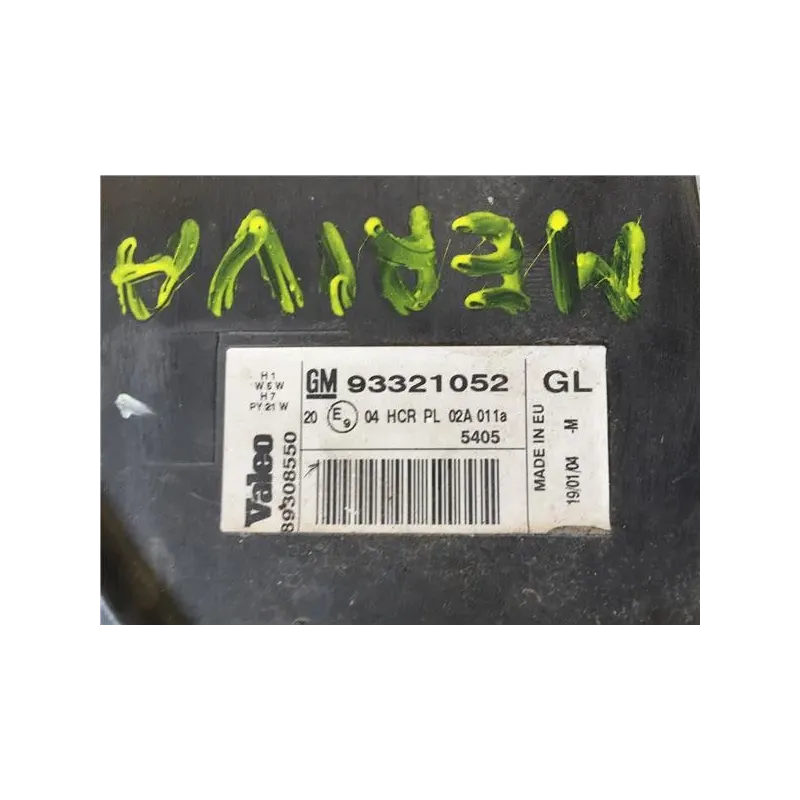 MERIVA
H1
W5W
H7
PY21W
Valeo
89308550
GM 93321052
20 E9 04 HCR PL 02A 011a
5405
GL
MADE IN EU
19/01/04 -M